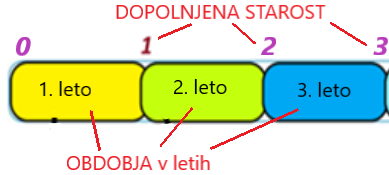 DOPOLNJENA STAROST
0 1 2 3
1. leto 2. leto 3. leto
OBDOBJA v letih